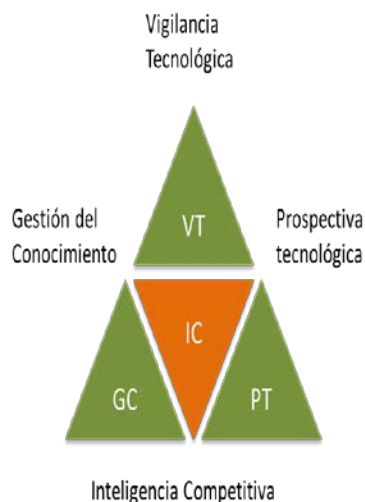 Vigilancia
Tecnológica
VT
Gestión del
Conocimiento
Prospectiva
tecnológica
IC
GC
PT
Inteligencia Competitiva